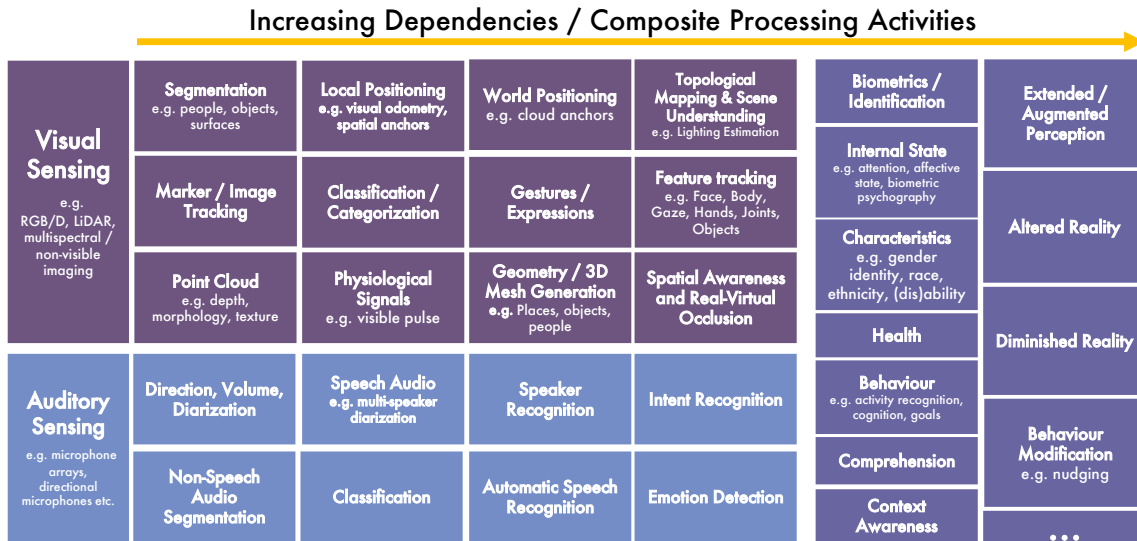 Increasing Dependencies / Composite Processing Activities
Visual
Sensing
e.g.
RGB/D, LiDAR,
multispectral /
non-visible
imaging
Segmentation
e.g. people, objects,
surfaces
Local Positioning
e.g. visual odometry,
spatial anchors
World Positioning
e.g. cloud anchors
Topological
Mapping & Scene
Understanding
e.g. Lighting Estimation
Marker / Image
Tracking
Classification /
Categorization
Gestures /
Expressions
Feature tracking
e.g. Face, Body,
Gaze, Hands, Joints,
Objects
Point Cloud
e.g. depth,
morphology, texture
Physiological
Signals
e.g. visible pulse
Geometry / 3D
Mesh Generation
e.g. Places, objects,
people
Spatial Awareness
and Real-Virtual
Occlusion
Auditory
Sensing
e.g. microphone
arrays,
directional
microphones etc.
Direction, Volume,
Diarization
Speech Audio
e.g. multi-speaker
diarization
Speaker
Recognition
Intent Recognition
Non-Speech
Audio
Segmentation
Classification
Automatic Speech
Recognition
Emotion Detection
Biometrics /
Identification
Internal State
e.g. attention, affective
state, biometric
psychography
Characteristics
e.g. gender
identity, race,
ethnicity, (dis)ability
Health
Behaviour
e.g. activity recognition,
cognition, goals
Comprehension
Context
Awareness
Extended /
Augmented
Perception
Altered Reality
Diminished Reality
Behaviour
Modification
e.g. nudging
...